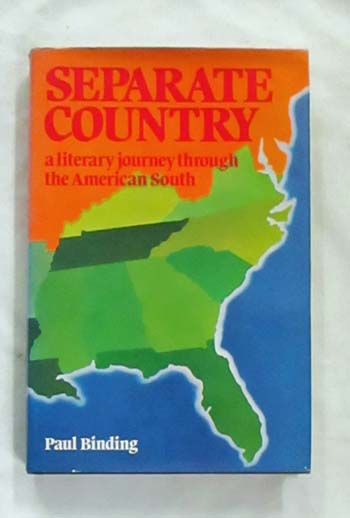 SEPARATE
COUNTRY
a literary journey through
the American South
Paul Binding